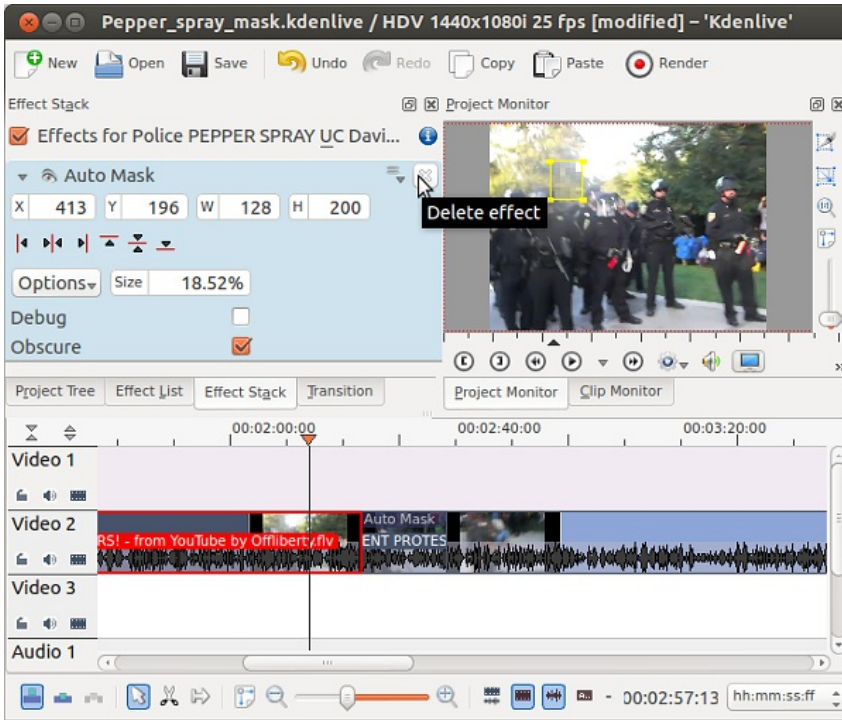 Pepper_spray_mask.kdenlive / HDV 1440x1080i 25 fps [modified] – 'Kdenlive'
New Open Save Undo Redo Copy Paste Render
Effect Stack
Project Monitor
Effects for Police PEPPER SPRAY UC Davi...
Auto Mask
Delete effect
X 413 Y 196 W 128 H 200
Options Size 18.52%
Debug
Obscure
Project Tree Effect List Effect Stack Transition
Project Monitor Clip Monitor
00:02:00:00 00:02:40:00 00:03:20:00
Video 1
Video 2
Auto Mask
RS! - from YouTube by Offliberty.flv
ENT PROTES
Video 3
Audio 1
- 00:02:57:13 hh:mm:ss:ff